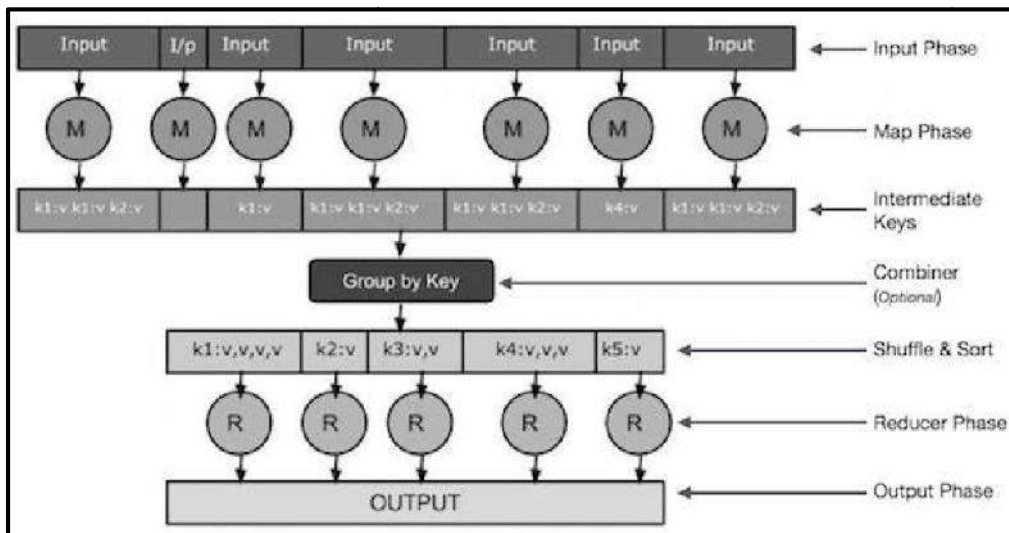 Input I/p Input Input Input Input Input
Input Phase
M M M M M M M
Map Phase
k1:v k1:v k2:v k1:v k1:v k1:v k2:v k1:v k1:v k2:v k4:v k1:v k1:v k2:v
Intermediate
Keys
Group by Key
Combiner
(Optional)
k1:v,v,v,v k2:v k3:v,v k4:v,v,v k5:v
Shuffle & Sort
R R R R R
Reducer Phase
OUTPUT
Output Phase